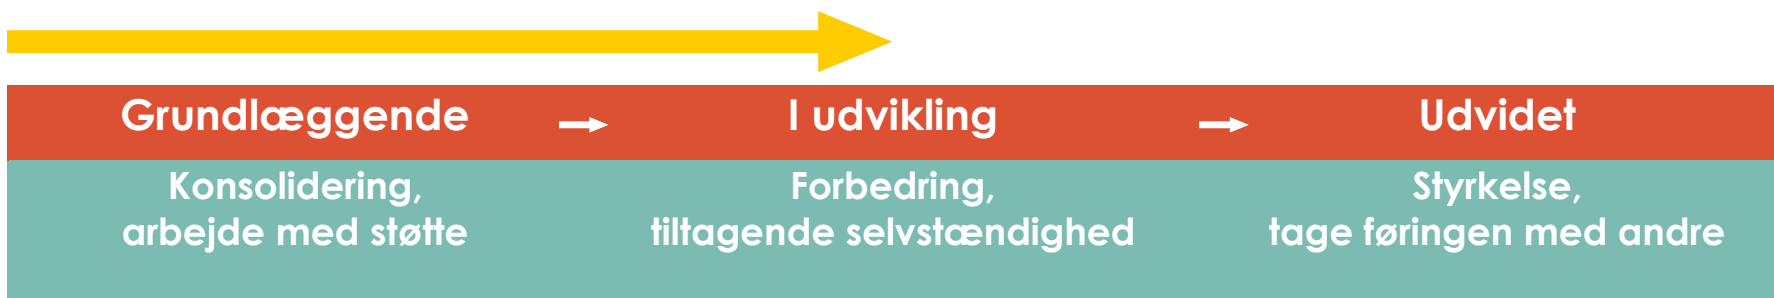 Grundlæggende → I udvikling → Udvidet
Konsolidering,
arbejde med støtte
Forbedring,
tiltagende selvstændighed
Styrkelse,
tage føringen med andre